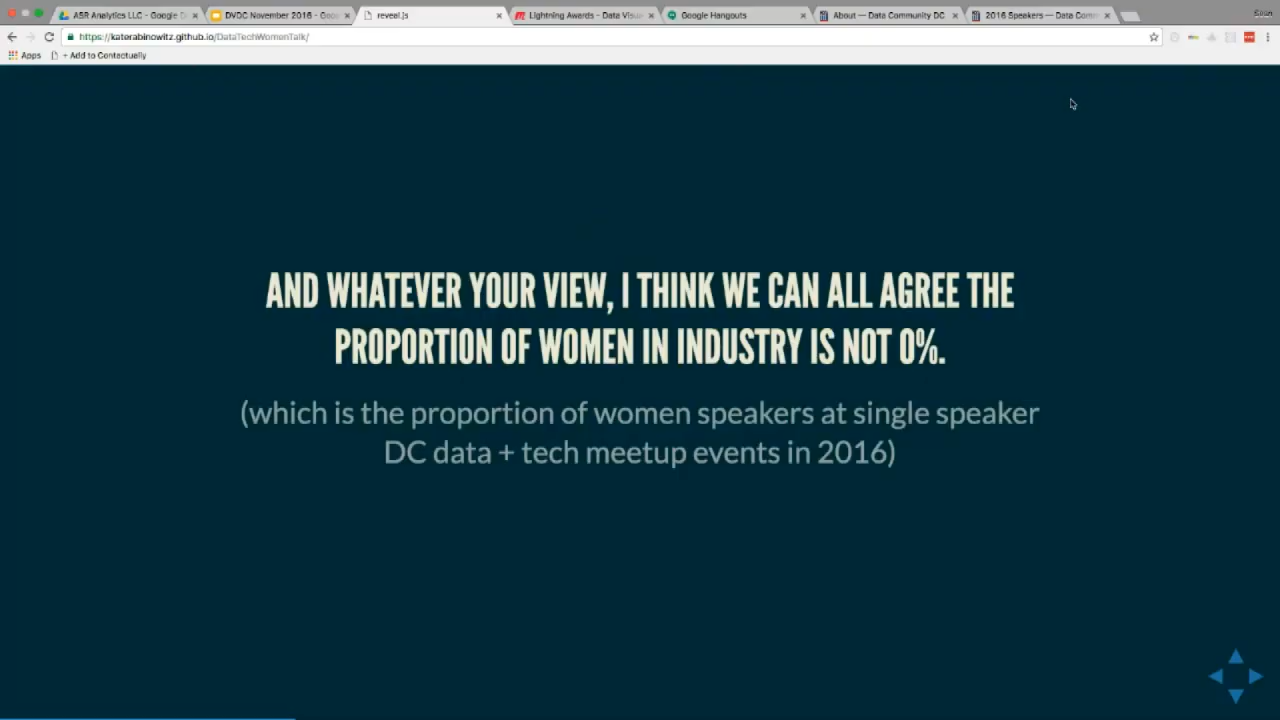 ASR Analytics LLC - Google D
DVDC November 2016 - Goo
reveal.js
Lightning Awards - Data Visu
Google Hangouts
About — Data Community DC
2016 Speakers — Data Comm
Sean
https://katerabinowitz.github.io/DataTechWomenTalk/
Apps
+ Add to Contactually
AND WHATEVER YOUR VIEW, I THINK WE CAN ALL AGREE THE
PROPORTION OF WOMEN IN INDUSTRY IS NOT 0%.
(which is the proportion of women speakers at single speaker
DC data + tech meetup events in 2016)